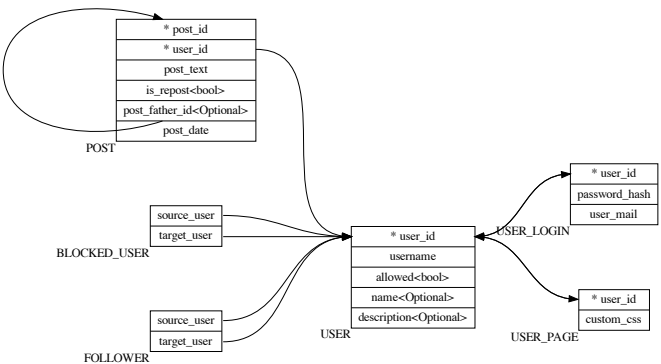 * post_id
* user_id
post_text
is_repost<bool>
post_father_id<Optional>
post_date
POST
source_user
target_user
BLOCKED_USER
source_user
target_user
FOLLOWER
* user_id
username
allowed<bool>
name<Optional>
description<Optional>
USER
* user_id
password_hash
user_mail
USER_LOGIN
* user_id
custom_css
USER_PAGE